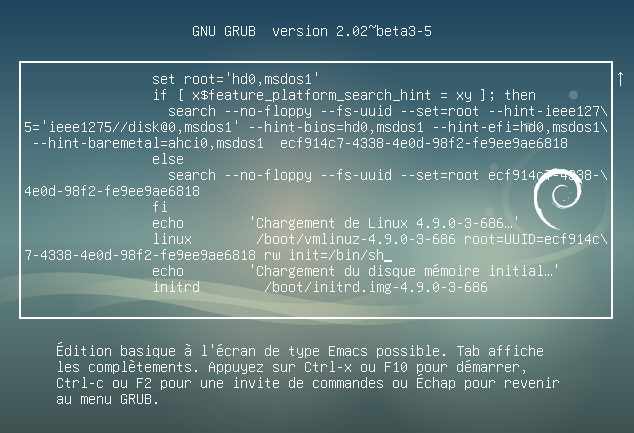 GNU GRUB  version 2.02~beta3-5
set root='hd0,msdos1'
if [ x$feature_platform_search_hint = xy ]; then
search --no-floppy --fs-uuid --set=root --hint-ieee127\
5='ieee1275//disk@0,msdos1' --hint-bios=hd0,msdos1 --hint-efi=hd0,msdos1\
--hint-baremetal=ahci0,msdos1  ecf914c7-4338-4e0d-98f2-fe9ee9ae6818
else
search --no-floppy --fs-uuid --set=root ecf914c7-4338-\
4e0d-98f2-fe9ee9ae6818
fi
echo        'Chargement de Linux 4.9.0-3-686…'
linux        /boot/vmlinuz-4.9.0-3-686 root=UUID=ecf914c\
7-4338-4e0d-98f2-fe9ee9ae6818 rw init=/bin/sh_
echo        'Chargement du disque mémoire initial…'
initrd        /boot/initrd.img-4.9.0-3-686
Édition basique à l'écran de type Emacs possible. Tab affiche
les complètements. Appuyez sur Ctrl-x ou F10 pour démarrer,
Ctrl-c ou F2 pour une invite de commandes ou Échap pour revenir
au menu GRUB.